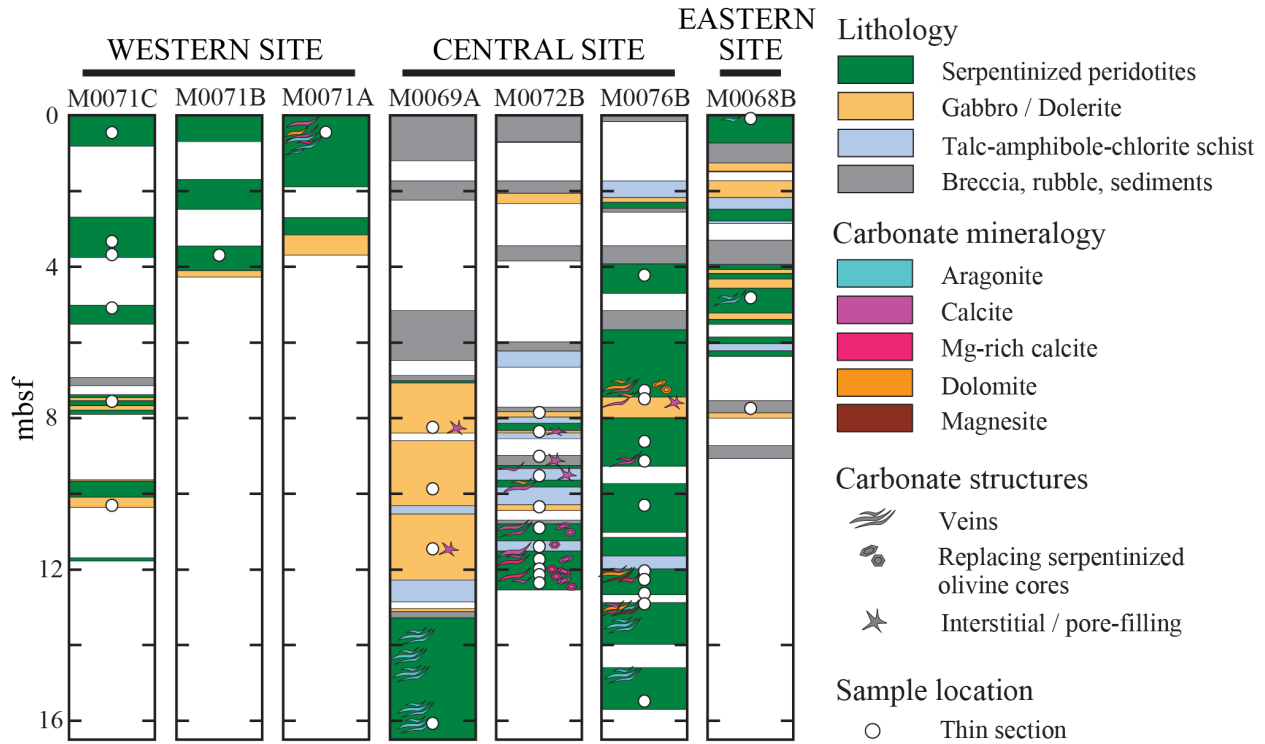 WESTERN SITE
CENTRAL SITE
EASTERN
SITE
M0071C
M0071B
M0071A
M0069A
M0072B
M0076B
M0068B
0
4
8
12
16
mbsf
Lithology
Serpentinized peridotites
Gabbro / Dolerite
Talc-amphibole-chlorite schist
Breccia, rubble, sediments
Carbonate mineralogy
Aragonite
Calcite
Mg-rich calcite
Dolomite
Magnesite
Carbonate structures
Veins
Replacing serpentinized
olivine cores
Interstitial / pore-filling
Sample location
Thin section